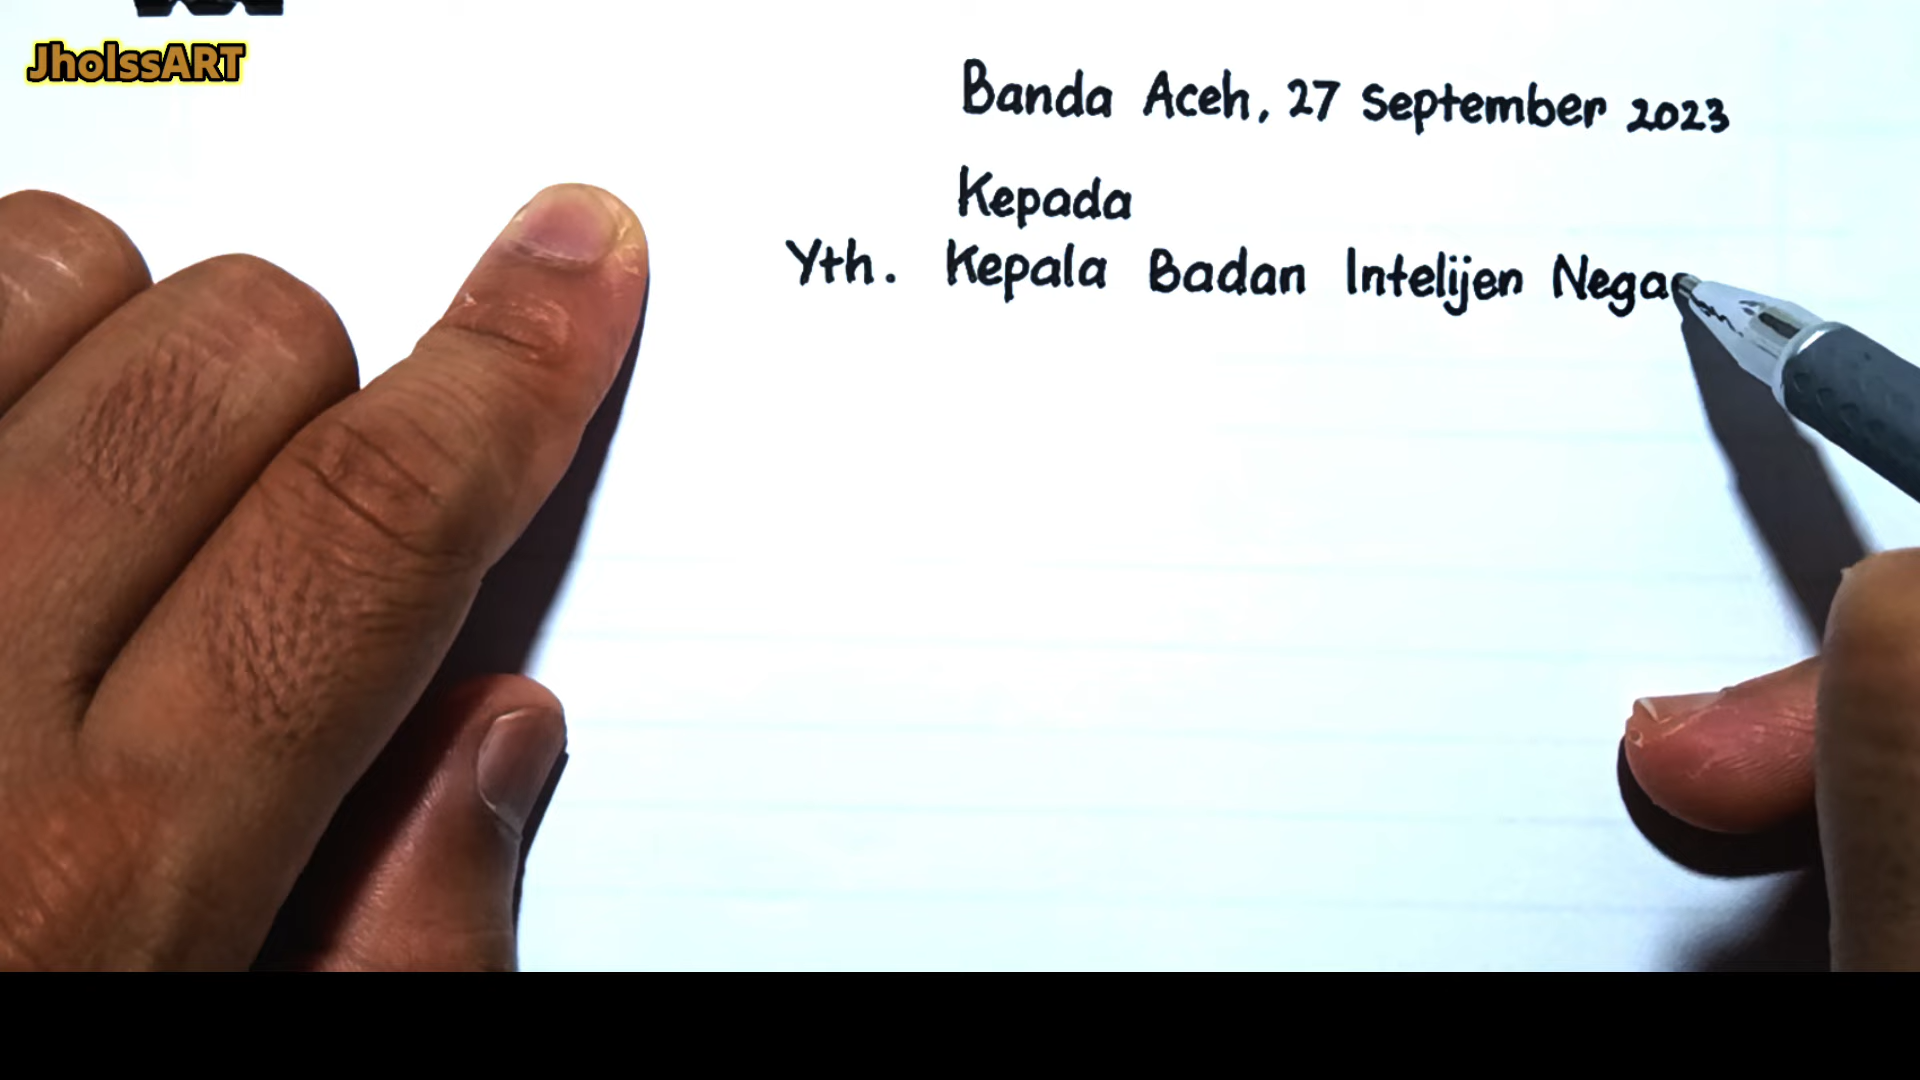 JholssART
Banda Aceh, 27 September 2023
Kepada
Yth. Kepala Badan Intelijen Nega